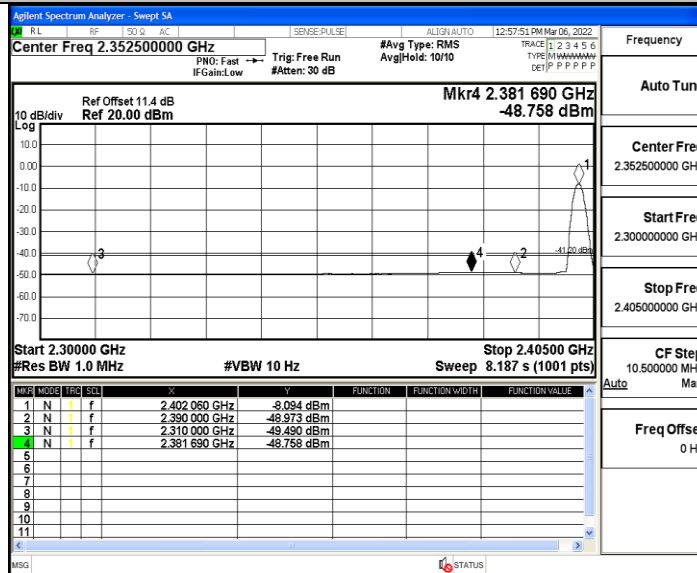 Agilent Spectrum Analyzer - Swept SA
RL RF 50 Ω AC SENSE:PULSE ALIGN AUTO 12:57:51 PM Mar 06, 2022
Center Freq 2.352500000 GHz
PNO: Fast
IFGain:Low
Trig: Free Run
#Atten: 30 dB
#Avg Type: RMS
Avg|Hold: 10/10
TRACE 1 2 3 4 5 6
TYPE M WWWWW
DET P P P P P P
Mkr4 2.381 690 GHz
-48.758 dBm
Ref Offset 11.4 dB
10 dB/div Ref 20.00 dBm
Log
10.0
0.00
-10.0
-20.0
-30.0
-40.0
-50.0
-60.0
-70.0
1
2
3
4
-41.20 dBm
Start 2.30000 GHz Stop 2.40500 GHz
#Res BW 1.0 MHz #VBW 10 Hz Sweep 8.187 s (1001 pts)
MKR MODE TRC SCL X Y FUNCTION FUNCTION WIDTH FUNCTION VALUE
1 N 1 f 2.402 060 GHz -8.094 dBm
2 N 1 f 2.390 000 GHz -48.973 dBm
3 N 1 f 2.310 000 GHz -49.490 dBm
4 N 1 f 2.381 690 GHz -48.758 dBm
5
6
7
8
9
10
11
MSG STATUS
Frequency
Auto Tun
Center Fre
2.352500000 GH
Start Fre
2.300000000 GH
Stop Fre
2.405000000 GH
CF Ste
10.500000 MH
Auto Ma
Freq Offse
0 H